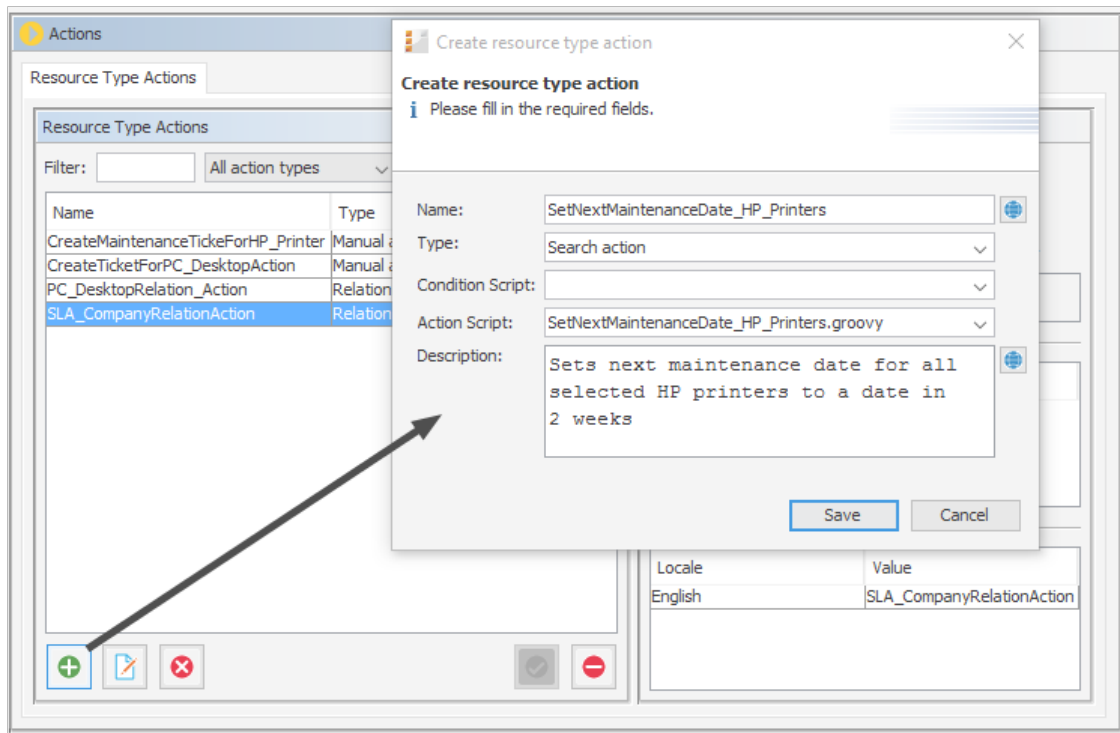 Actions
Resource Type Actions
Resource Type Actions
Filter:
All action types
Name
Type
CreateMaintenanceTickeForHP_Printer
Manual
CreateTicketForPC_DesktopAction
Manual
PC_DesktopRelation_Action
Relation
SLA_CompanyRelationAction
Relation
Create resource type action
Create resource type action
Please fill in the required fields.
Name:
SetNextMaintenanceDate_HP_Printers
Type:
Search action
Condition Script:
Action Script:
SetNextMaintenanceDate_HP_Printers.groovy
Description:
Sets next maintenance date for all
selected HP printers to a date in
2 weeks
Save
Cancel
Locale
Value
English
SLA_CompanyRelationAction